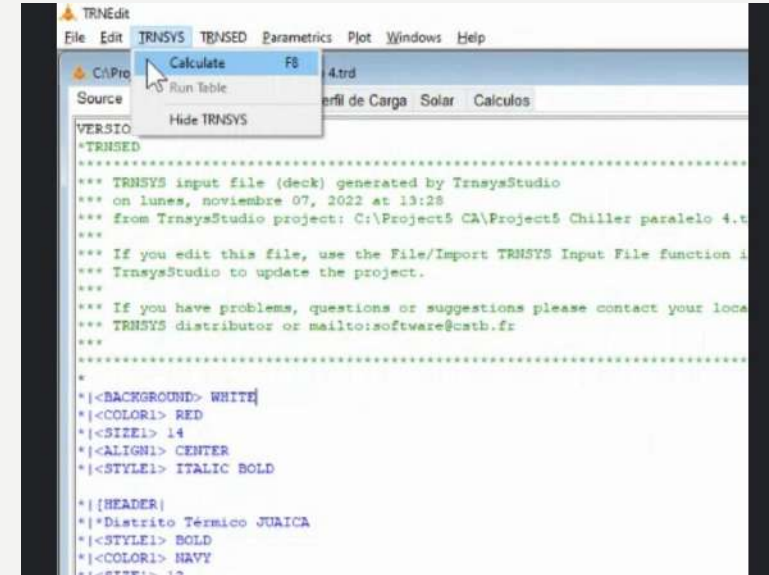 TRNEdit
File Edit TRNSYS TRNSED Parametrics Plot Windows Help
C:\Pro 4.trd
Calculate F8
Run Table
Hide TRNSYS
Source erfil de Carga Solar Calculos
VERSIO
*TRNSED
*******************************************************************************
*** TRNSYS input file (deck) generated by TrnsysStudio
*** on lunes, noviembre 07, 2022 at 13:28
*** from TrnsysStudio project: C:\Project5 CA\Project5 Chiller paralelo 4.t
***
*** If you edit this file, use the File/Import TRNSYS Input File function i
*** TrnsysStudio to update the project.
***
*** If you have problems, questions or suggestions please contact your loca
*** TRNSYS distributor or mailto:software@cstb.fr
***
*******************************************************************************
*
*|<BACKGROUND> WHITE
*|<COLOR1> RED
*|<SIZE1> 14
*|<ALIGN1> CENTER
*|<STYLE1> ITALIC BOLD
*|[HEADER|
*|*Distrito Térmico JUAICA
*|<STYLE1> BOLD
*|<COLOR1> NAVY
*|<SIZE1> 12